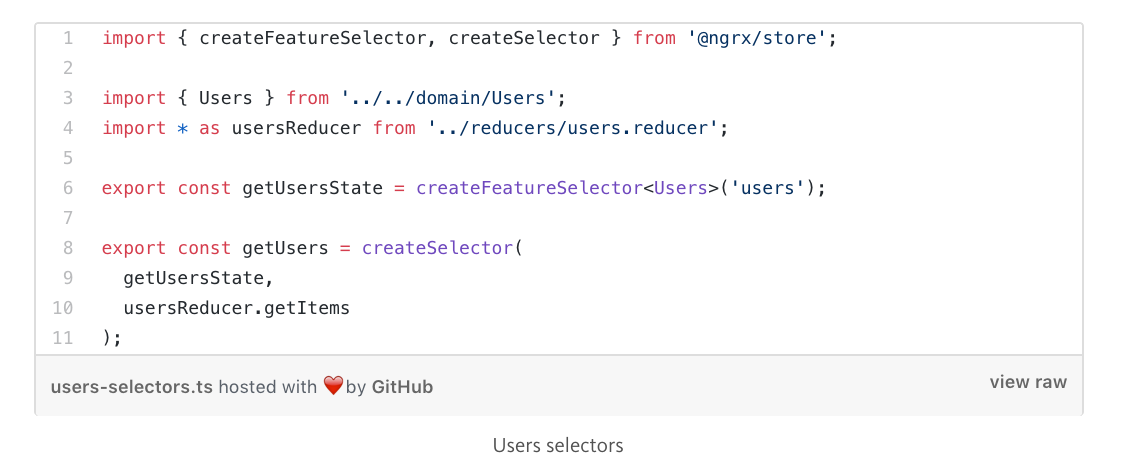 1 import { createFeatureSelector, createSelector } from '@ngrx/store';
2
3 import { Users } from '../../domain/Users';
4 import * as usersReducer from '../reducers/users.reducer';
5
6 export const getUsersState = createFeatureSelector<Users>('users');
7
8 export const getUsers = createSelector(
9   getUsersState,
10   usersReducer.getItems
11 );
users-selectors.ts hosted with ❤️by GitHub
view raw
Users selectors